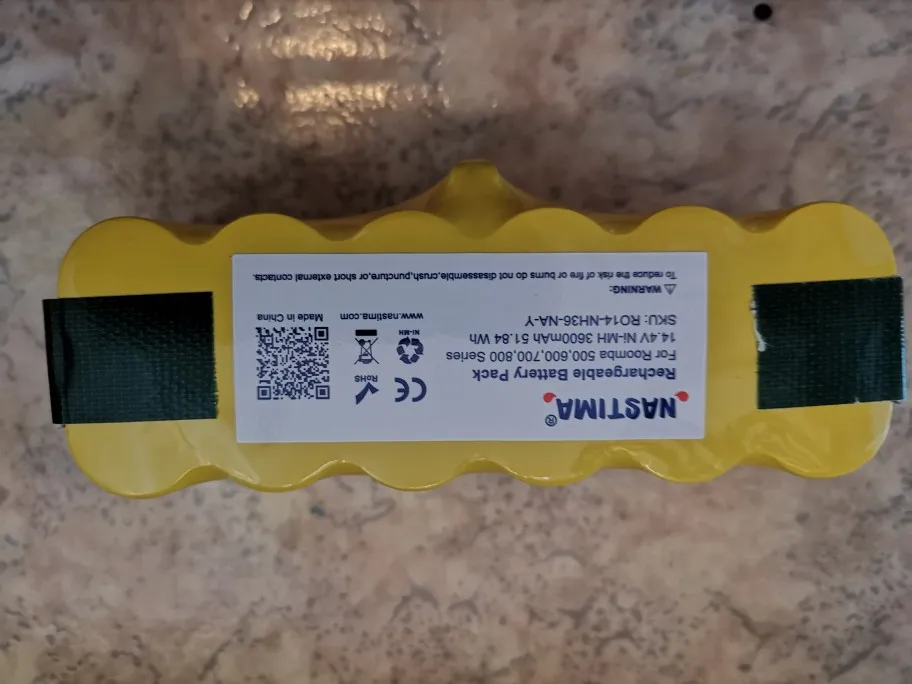 NASTIMA®
Rechargeable Battery Pack
For Roomba 500,600,700,800 Series
14.4V Ni-MH 3600mAh 51.84 Wh
SKU: RO14-NH36-NA-Y
CE RoHS
NI-MH
www.nastima.com Made in China
⚠ WARNING:
To reduce the risk of fire or burns do not disassemble,crush,puncture,or short external contacts.